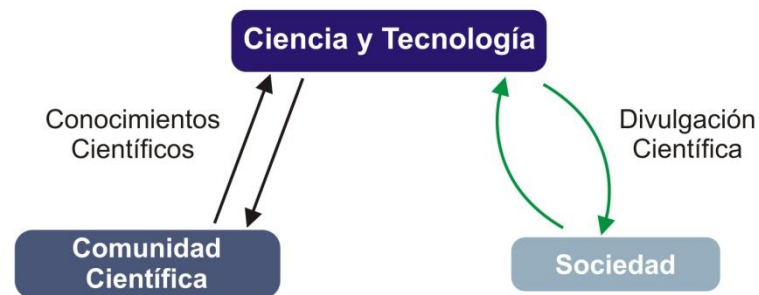 Ciencia y Tecnología
Conocimientos
Científicos
Divulgación
Científica
Comunidad
Científica
Sociedad